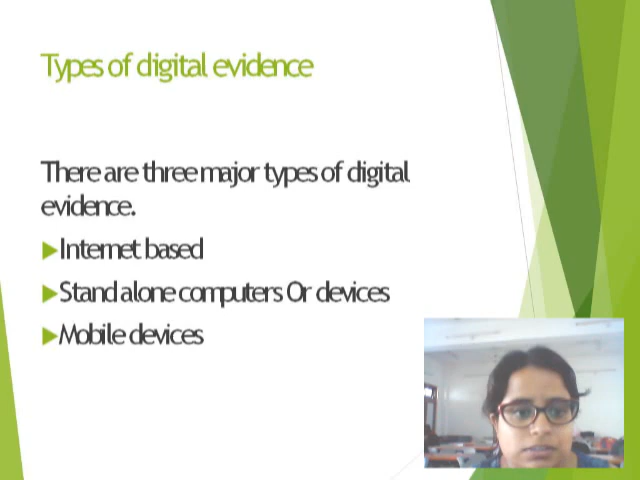 Types of digital evidence
There are three major types of digital
evidence.
Internet based
Stand alone computers Or devices
Mobile devices